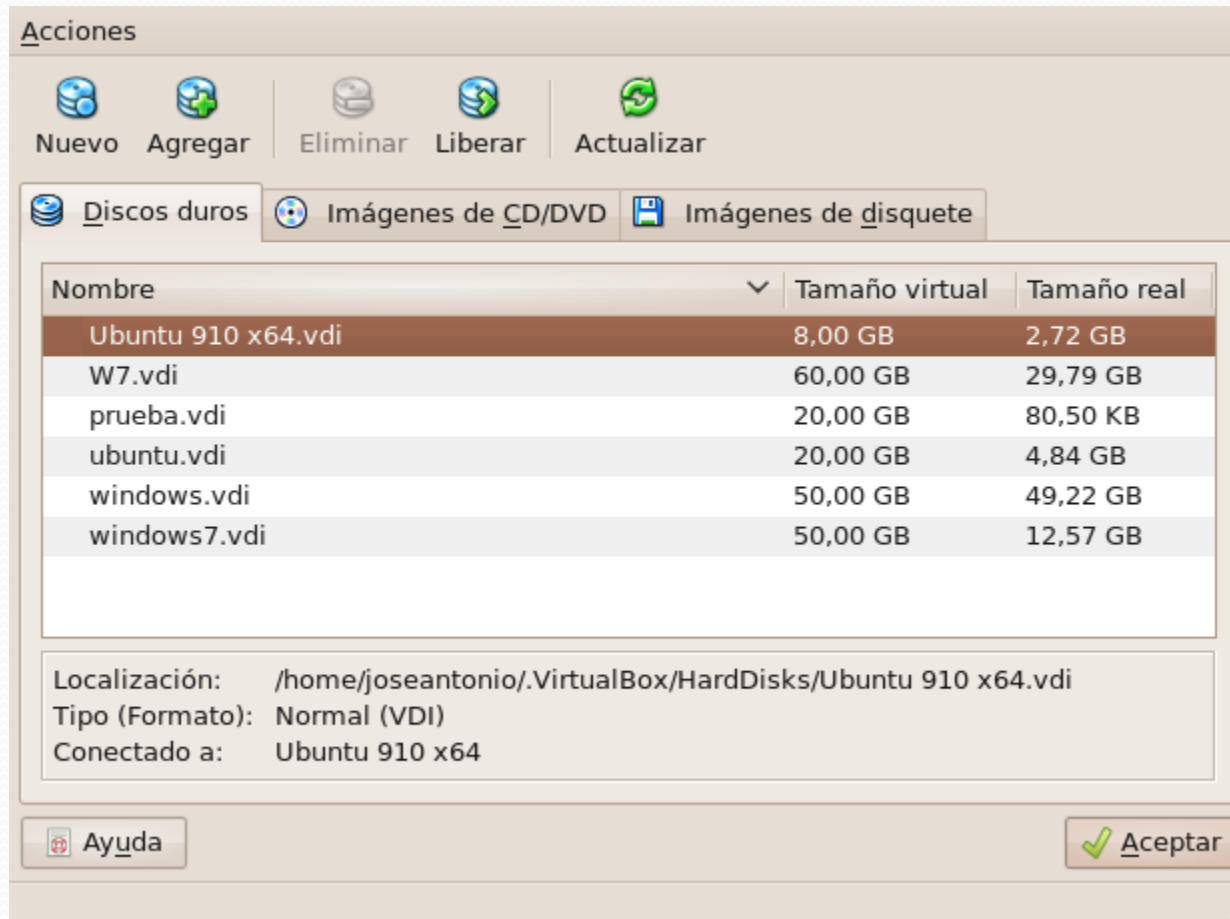 Acciones
Nuevo Agregar Eliminar Liberar Actualizar
Discos duros Imágenes de CD/DVD Imágenes de disquete
Nombre Tamaño virtual Tamaño real
Ubuntu 910 x64.vdi 8,00 GB 2,72 GB
W7.vdi 60,00 GB 29,79 GB
prueba.vdi 20,00 GB 80,50 KB
ubuntu.vdi 20,00 GB 4,84 GB
windows.vdi 50,00 GB 49,22 GB
windows7.vdi 50,00 GB 12,57 GB
Localización: /home/joseantonio/.VirtualBox/HardDisks/Ubuntu 910 x64.vdi
Tipo (Formato): Normal (VDI)
Conectado a: Ubuntu 910 x64
Ayuda Aceptar